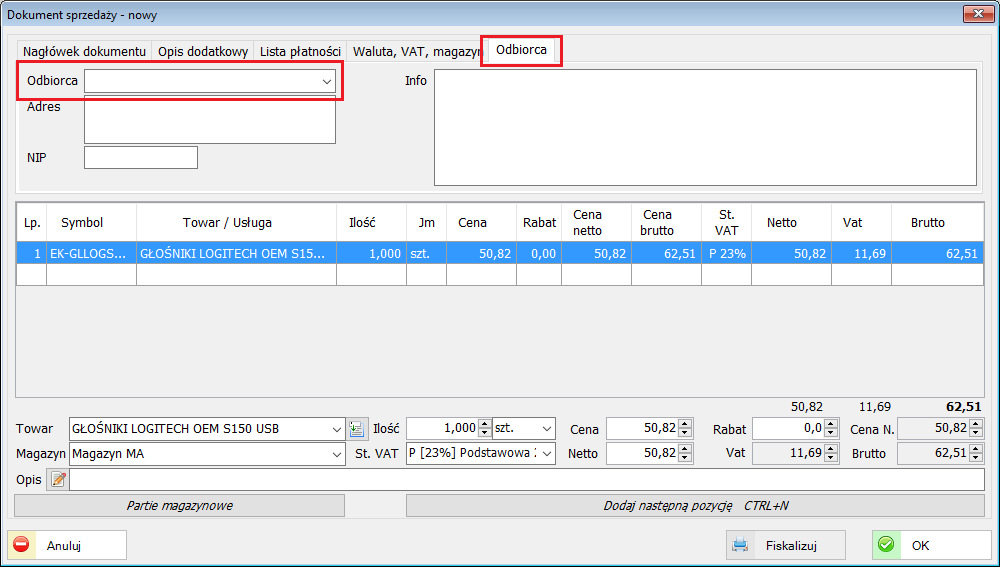 Dokument sprzedaży - nowy
Nagłówek dokumentu Opis dodatkowy Lista płatności Waluta, VAT, magazyn Odbiorca
Odbiorca Info
Adres
NIP
Lp. Symbol Towar / Usługa Ilość Jm Cena Rabat Cena netto Cena brutto St. VAT Netto Vat Brutto
1 EK-GLLOGS... GŁOŚNIKI LOGITECH OEM S15... 1,000 szt. 50,82 0,00 50,82 62,51 P 23% 50,82 11,69 62,51
50,82 11,69 62,51
Towar GŁOŚNIKI LOGITECH OEM S150 USB Ilość 1,000 szt. Cena 50,82 Rabat 0,0 Cena N. 50,82
Magazyn Magazyn MA St. VAT P [23%] Podstawowa Netto 50,82 Vat 11,69 Brutto 62,51
Opis
Partie magazynowe Dodaj następną pozycję CTRL+N
Anuluj Fiskalizuj OK